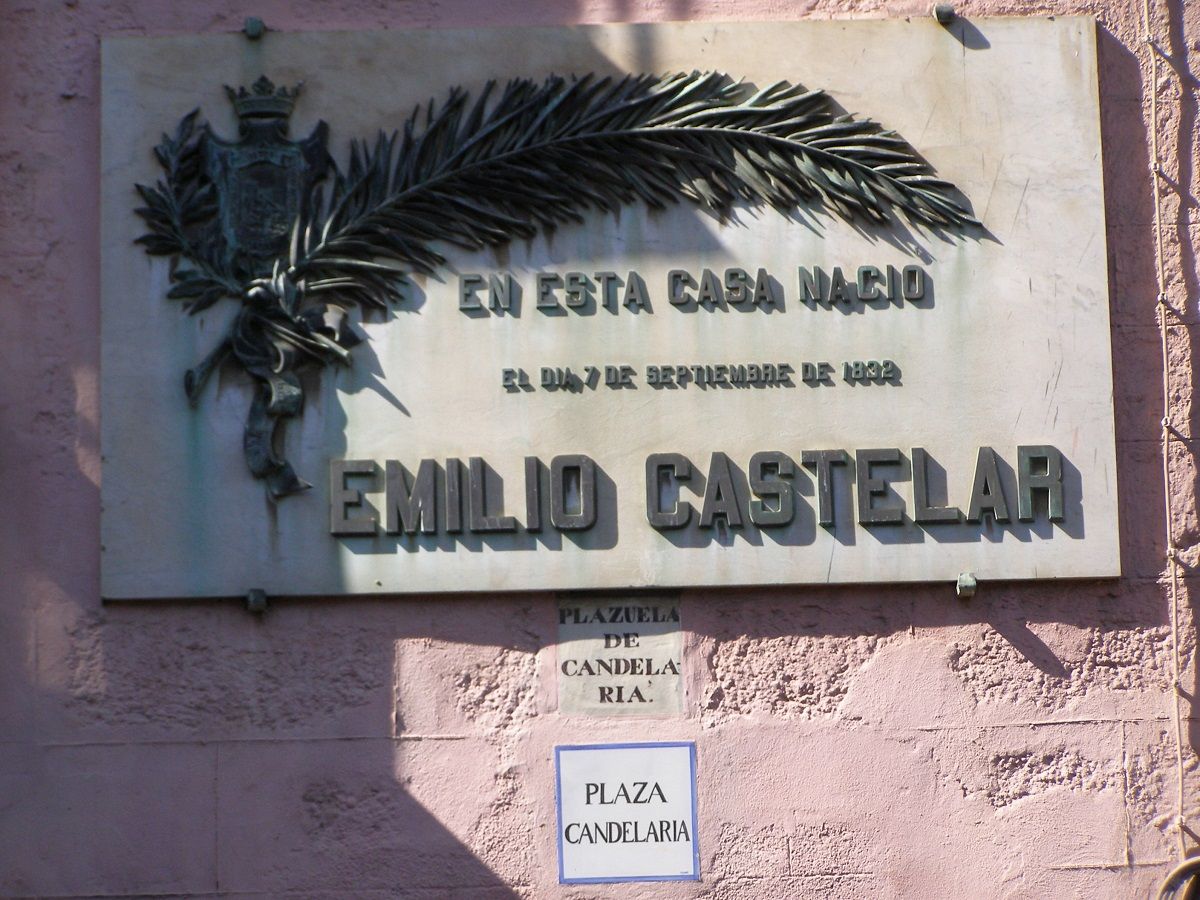 EN ESTA CASA NACIO
EL DIA 7 DE SEPTIEMBRE DE 1832
EMILIO CASTELAR
PLAZUELA
DE
CANDELA-
RIA.
PLAZA
CANDELARIA